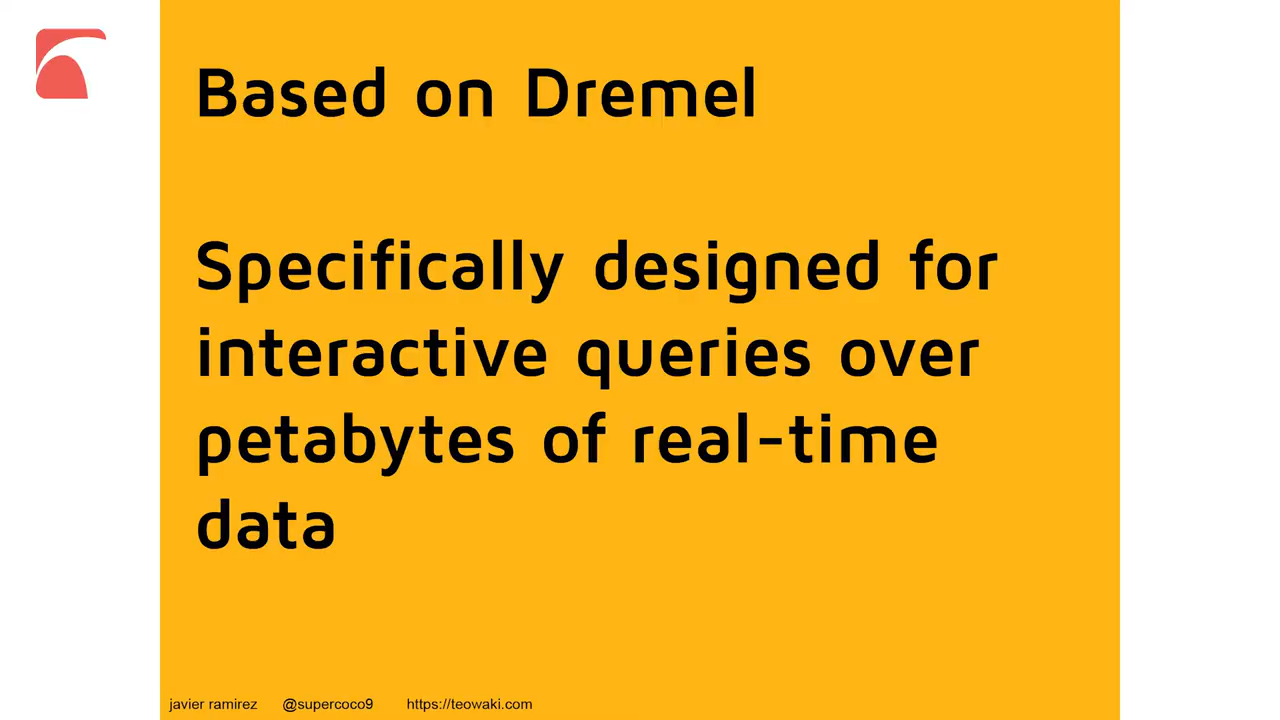 Based on Dremel
Specifically designed for
interactive queries over
petabytes of real-time
data
javier ramirez @supercoco9 https://teowaki.com